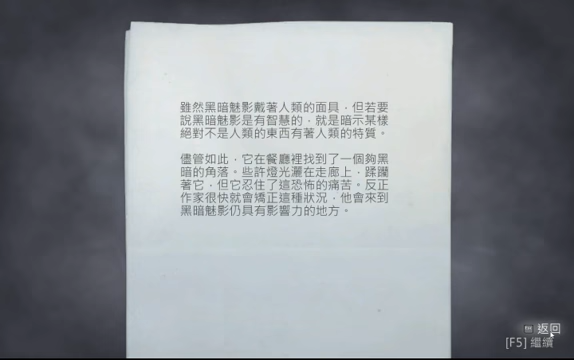 雖然黑暗魅影戴著人類的面具，但若要
說黑暗魅影是有智慧的，就是暗示某樣
絕對不是人類的東西有著人類的特質。
儘管如此，它在餐廳裡找到了一個夠黑
暗的角落。些許燈光灑在走廊上，蹂躪
著它，但它忍住了這恐怖的痛苦。反正
作家很快就會矯正這種狀況，他會來到
黑暗魅影仍具有影響力的地方。
返回
[F5] 繼續